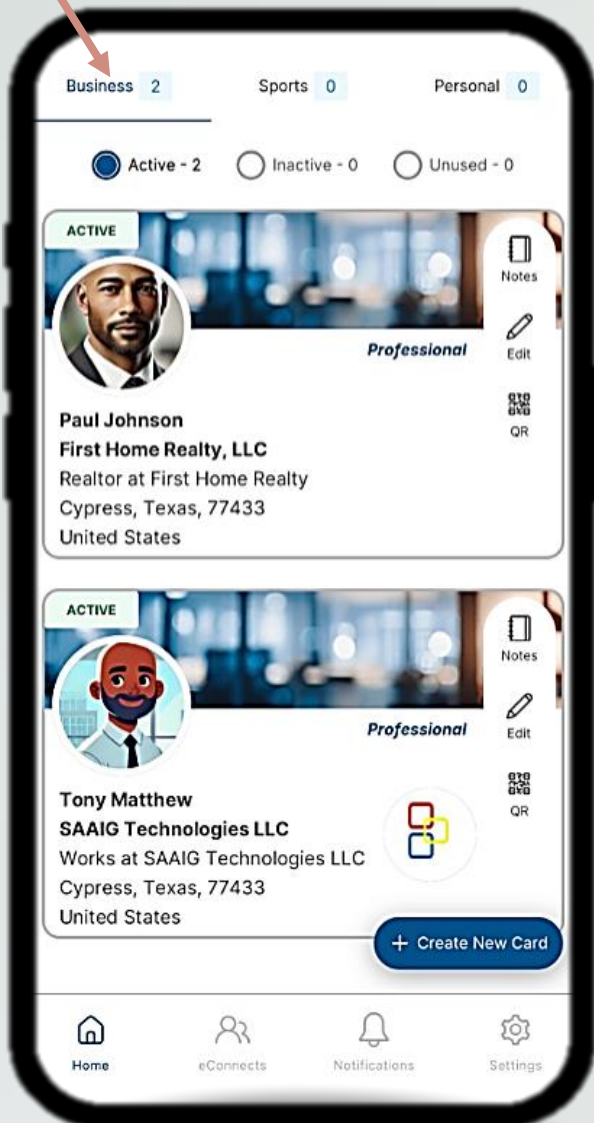 Business 2 Sports 0 Personal 0
Active - 2 Inactive - 0 Unused - 0
ACTIVE
Notes
Professional
Edit
QR
Paul Johnson
First Home Realty, LLC
Realtor at First Home Realty
Cypress, Texas, 77433
United States
ACTIVE
Notes
Professional
Edit
QR
Tony Matthew
SAAIG Technologies LLC
Works at SAAIG Technologies LLC
Cypress, Texas, 77433
United States
+ Create New Card
Home eConnects Notifications Settings